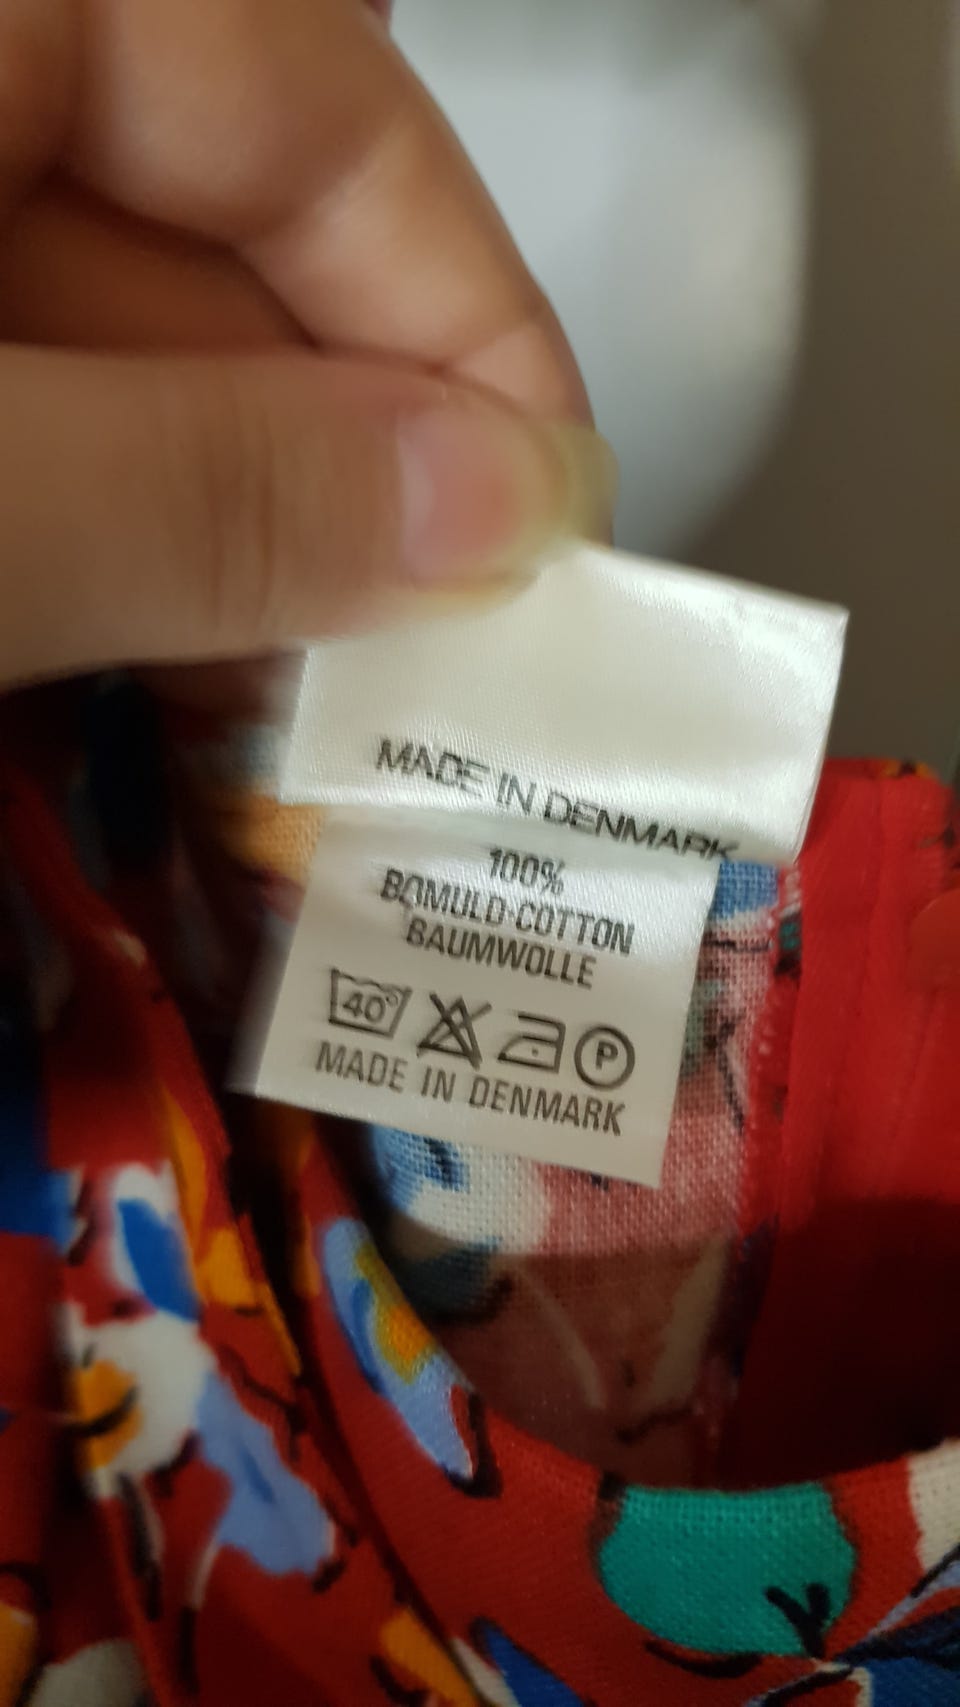 MADE IN DENMARK
100%
BOMULD-COTTON
BAUMWOLLE
40° P
MADE IN DENMARK